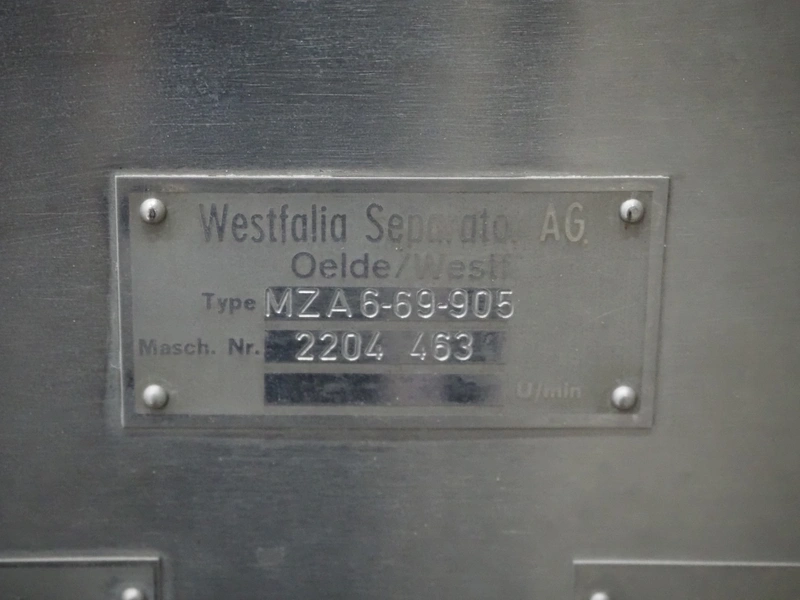 Westfalia Separator AG.
Oelde/Westf
Type MZA 6-69-905
Masch. Nr. 2204 463
U/min